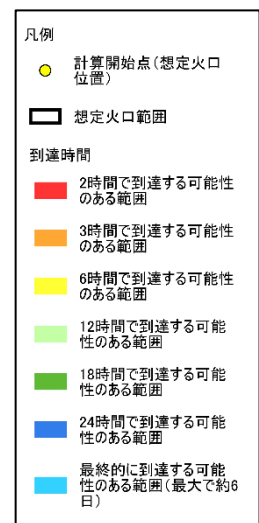 凡例
計算開始点(想定火口
位置)
想定火口範囲
到達時間
2時間で到達する可能性
のある範囲
3時間で到達する可能性
のある範囲
6時間で到達する可能性
のある範囲
12時間で到達する可能
性のある範囲
18時間で到達する可能
性のある範囲
24時間で到達する可能
性のある範囲
最終的に到達する可能
性のある範囲(最大で約6
日)